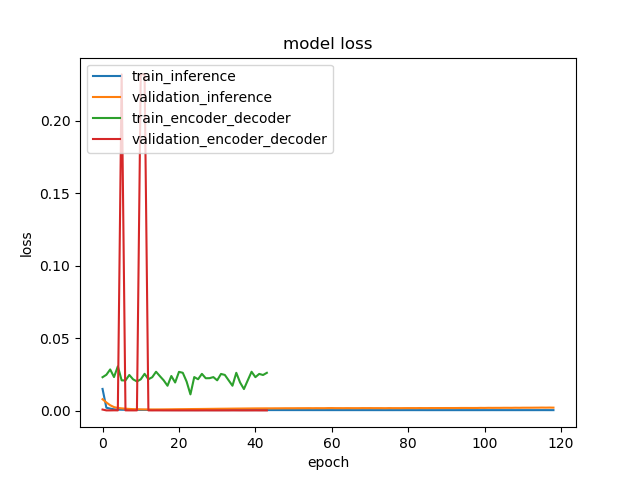 model loss
train_inference
validation_inference
train_encoder_decoder
validation_encoder_decoder
0.20
0.15
0.10
0.05
0.00
loss
0 20 40 60 80 100 120
epoch